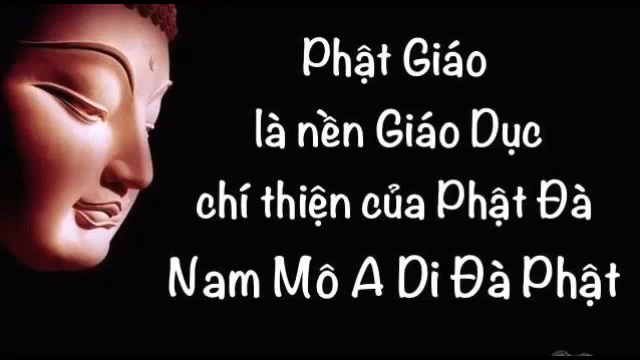 Phật Giáo
là nền Giáo Dục
chí thiện của Phật Đà
Nam Mô A Di Đà Phật